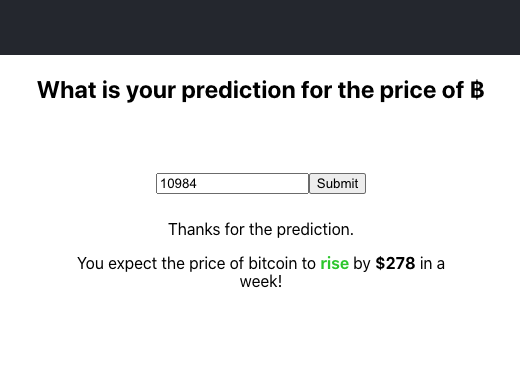 What is your prediction for the price of ฿
10984 Submit
Thanks for the prediction.
You expect the price of bitcoin to rise by $278 in a
week!